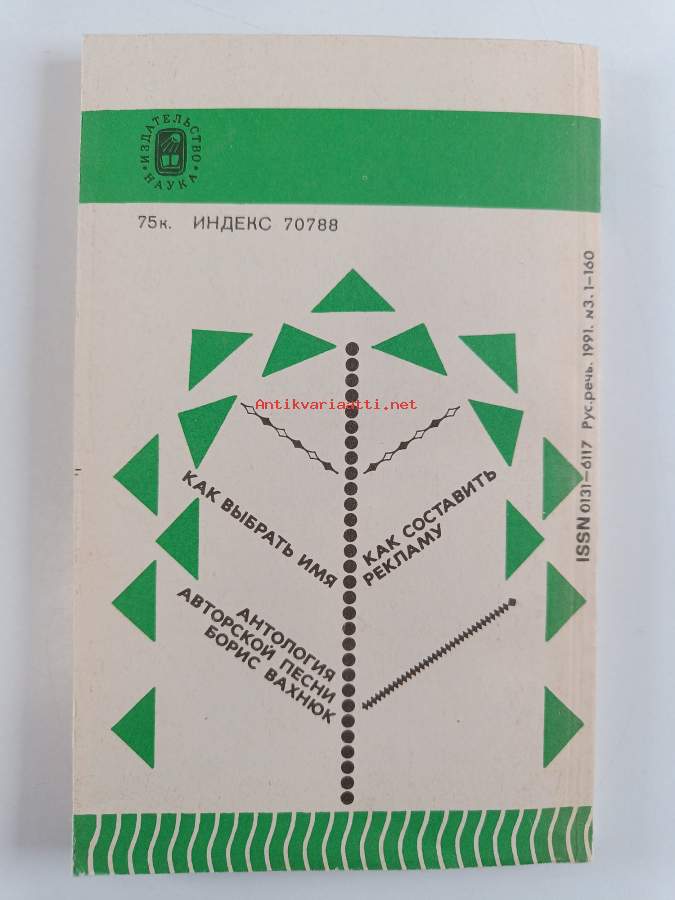 ИЗДАТЕЛЬСТВО
НАУКА
75к. ИНДЕКС 70788
Antikvariaatti.net
КАК ВЫБРАТЬ ИМЯ
КАК СОСТАВИТЬ
РЕКЛАМУ
АНТОЛОГИЯ
АВТОРСКОЙ ПЕСНИ
БОРИС ВАХНЮК
ISSN 0131–6117 Рус.речь. 1991. №3. 1–160